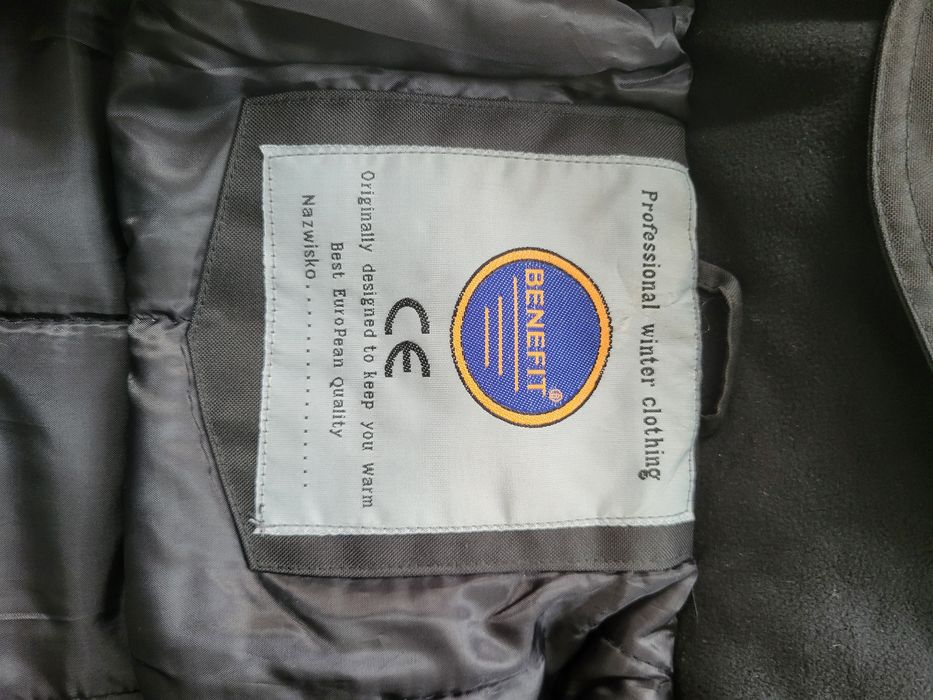 Professional winter clothing
BENEFIT®
CE
Originally designed to keep you warm
Best EuroPean Quality
Nazwisko..................